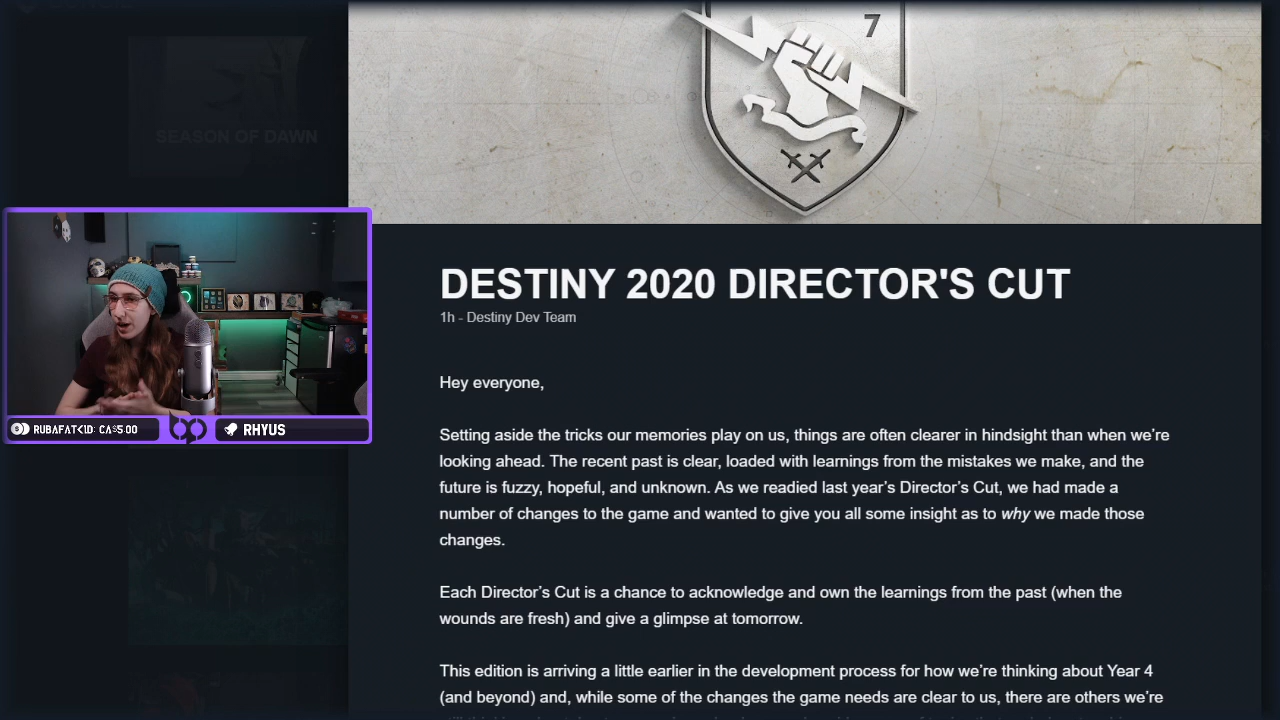 7
SEASON OF DAWN
DESTINY 2020 DIRECTOR'S CUT
1h - Destiny Dev Team
Hey everyone,
Setting aside the tricks our memories play on us, things are often clearer in hindsight than when we’re
looking ahead. The recent past is clear, loaded with learnings from the mistakes we make, and the
future is fuzzy, hopeful, and unknown. As we readied last year’s Director’s Cut, we had made a
number of changes to the game and wanted to give you all some insight as to why we made those
changes.
Each Director’s Cut is a chance to acknowledge and own the learnings from the past (when the
wounds are fresh) and give a glimpse at tomorrow.
This edition is arriving a little earlier in the development process for how we’re thinking about Year 4
(and beyond) and, while some of the changes the game needs are clear to us, there are others we’re
RUBAFATK1D: CA$5.00
RHYUS